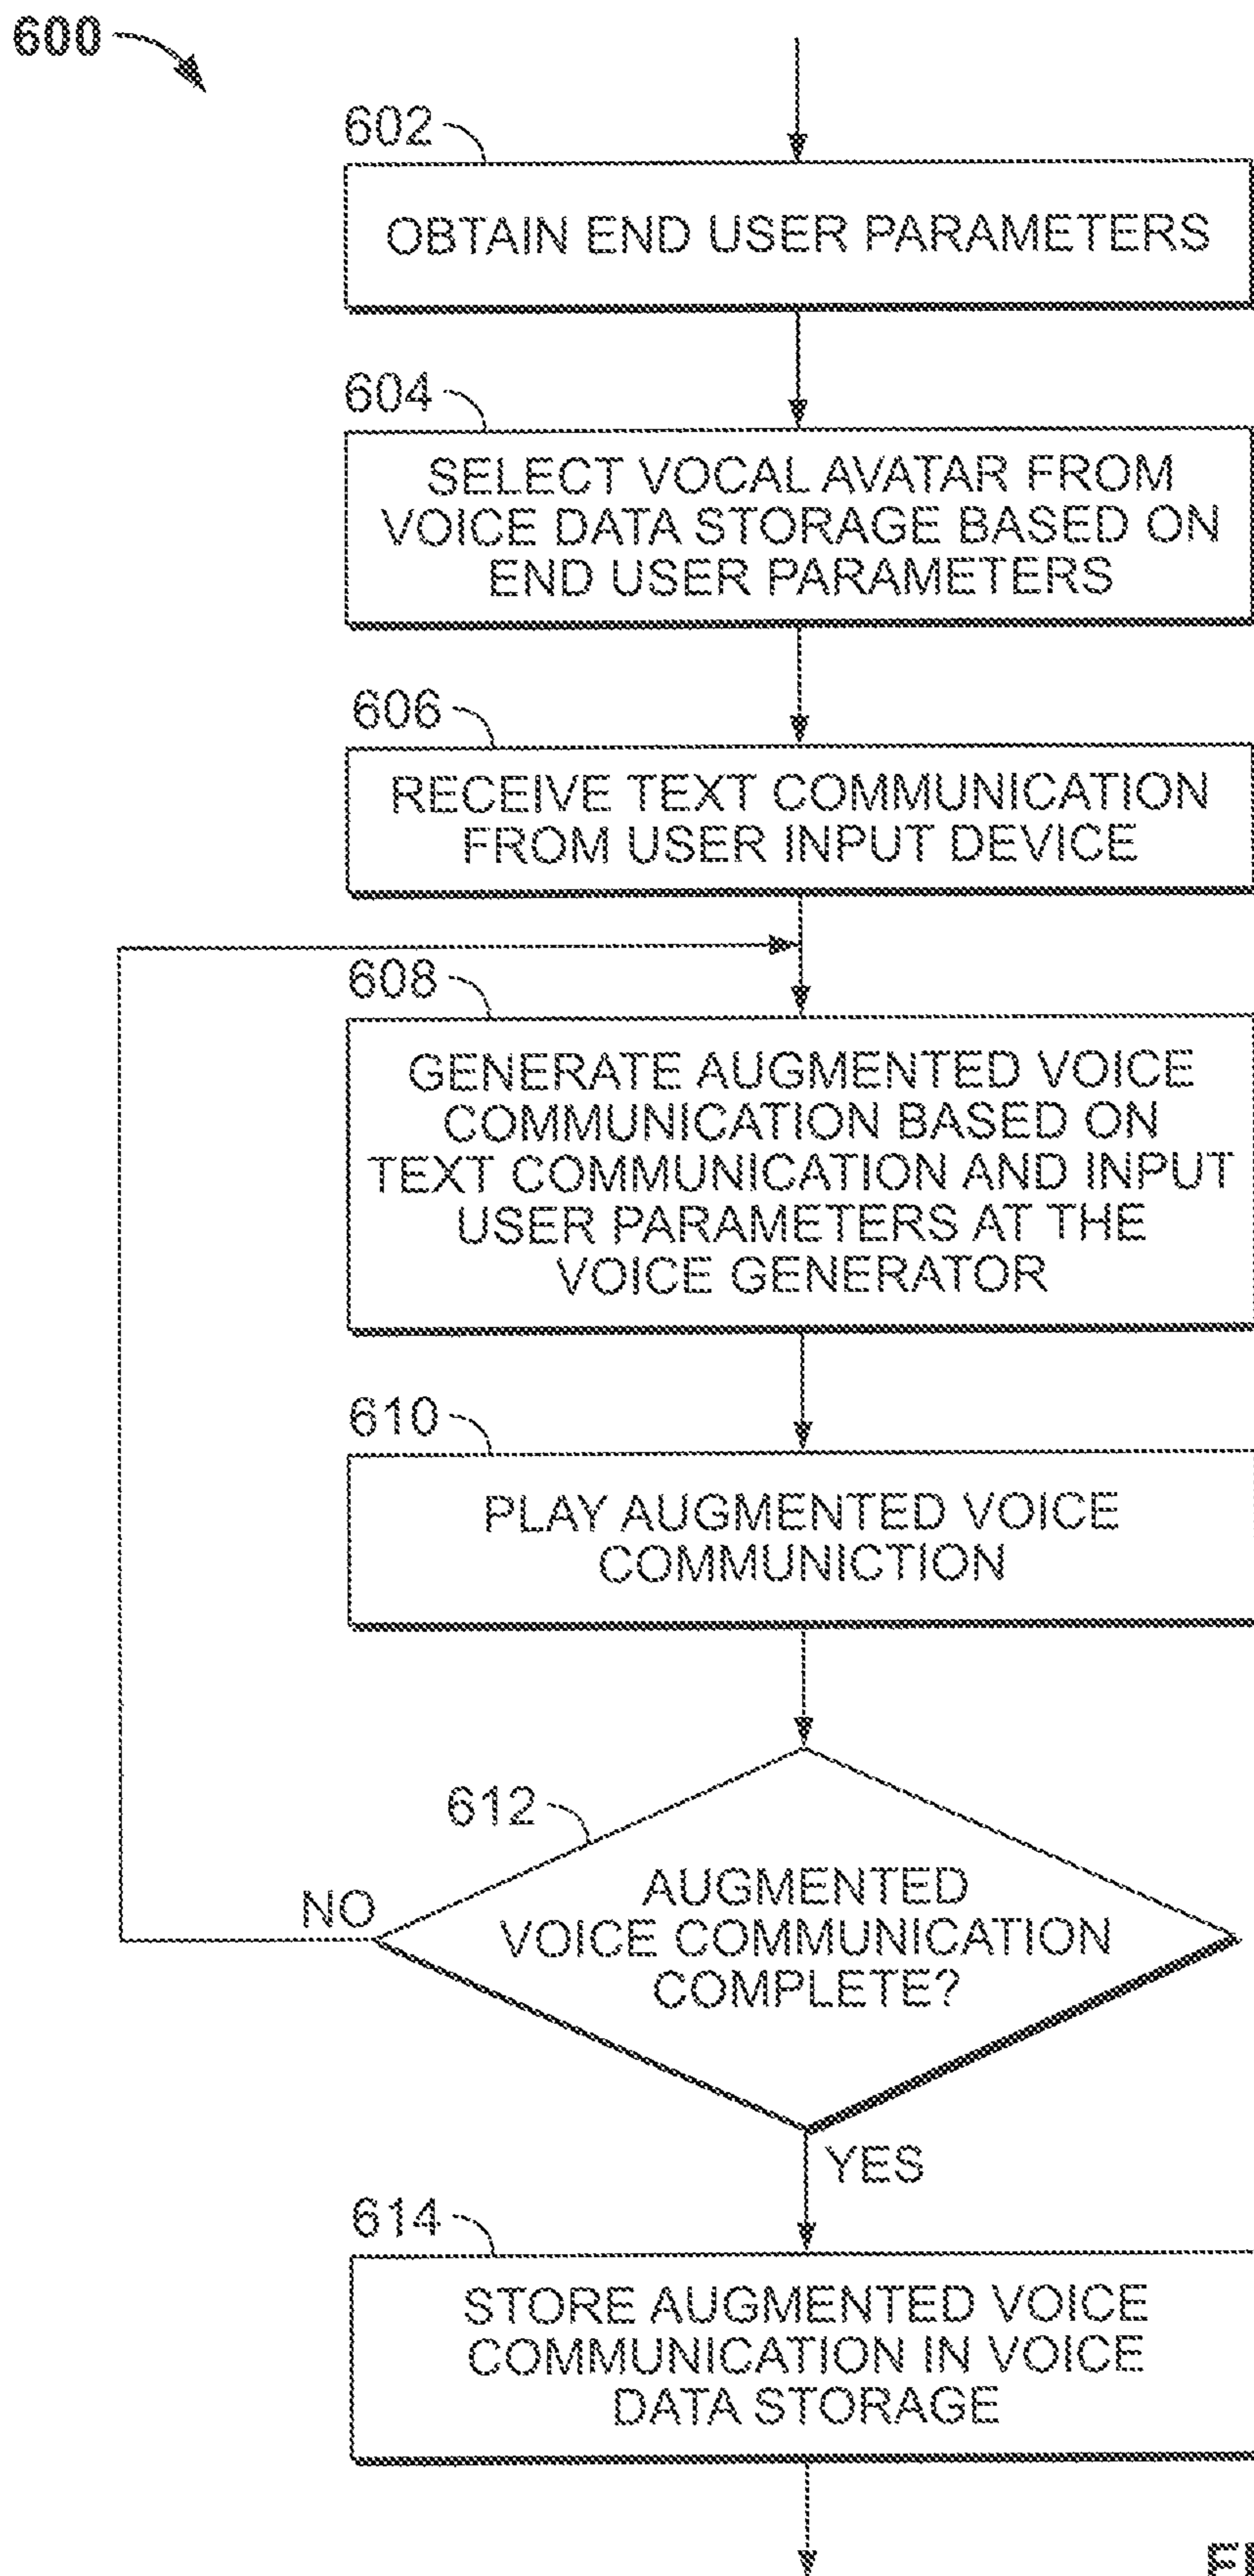 600
602
OBTAIN END USER PARAMETERS
604
SELECT VOCAL AVATAR FROM
VOICE DATA STORAGE BASED ON
END USER PARAMETERS
606
RECEIVE TEXT COMMUNICATION
FROM USER INPUT DEVICE
608
GENERATE AUGMENTED VOICE
COMMUNICATION BASED ON
TEXT COMMUNICATION AND INPUT
USER PARAMETERS AT THE
VOICE GENERATOR
610
PLAY AUGMENTED VOICE
COMMUNICTION
612
AUGMENTED
VOICE COMMUNICATION
COMPLETE?
NO
YES
614
STORE AUGMENTED VOICE
COMMUNICATION IN VOICE
DATA STORAGE